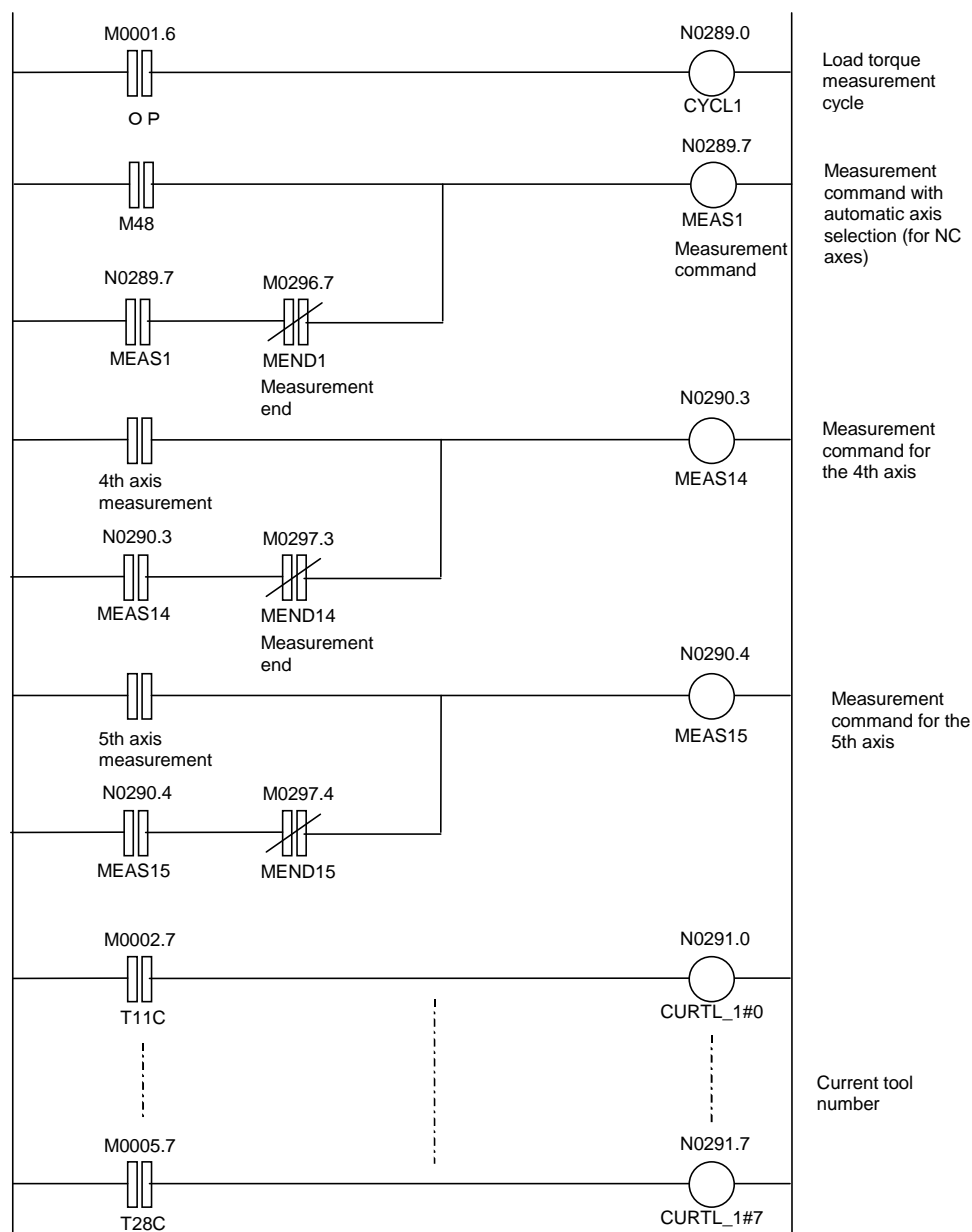 M0001.6
N0289.0
Load torque
measurement
cycle
O P
CYCL1
N0289.7
Measurement
command with
automatic axis
selection (for NC
axes)
M48
MEAS1
Measurement
command
N0289.7
M0296.7
MEAS1
MEND1
Measurement
end
N0290.3
Measurement
command for
the 4th axis
4th axis
measurement
MEAS14
N0290.3
M0297.3
MEAS14
MEND14
Measurement
end
N0290.4
Measurement
command for the
5th axis
5th axis
measurement
MEAS15
N0290.4
M0297.4
MEAS15
MEND15
M0002.7
N0291.0
T11C
CURTL_1#0
Current tool
number
M0005.7
N0291.7
T28C
CURTL_1#7